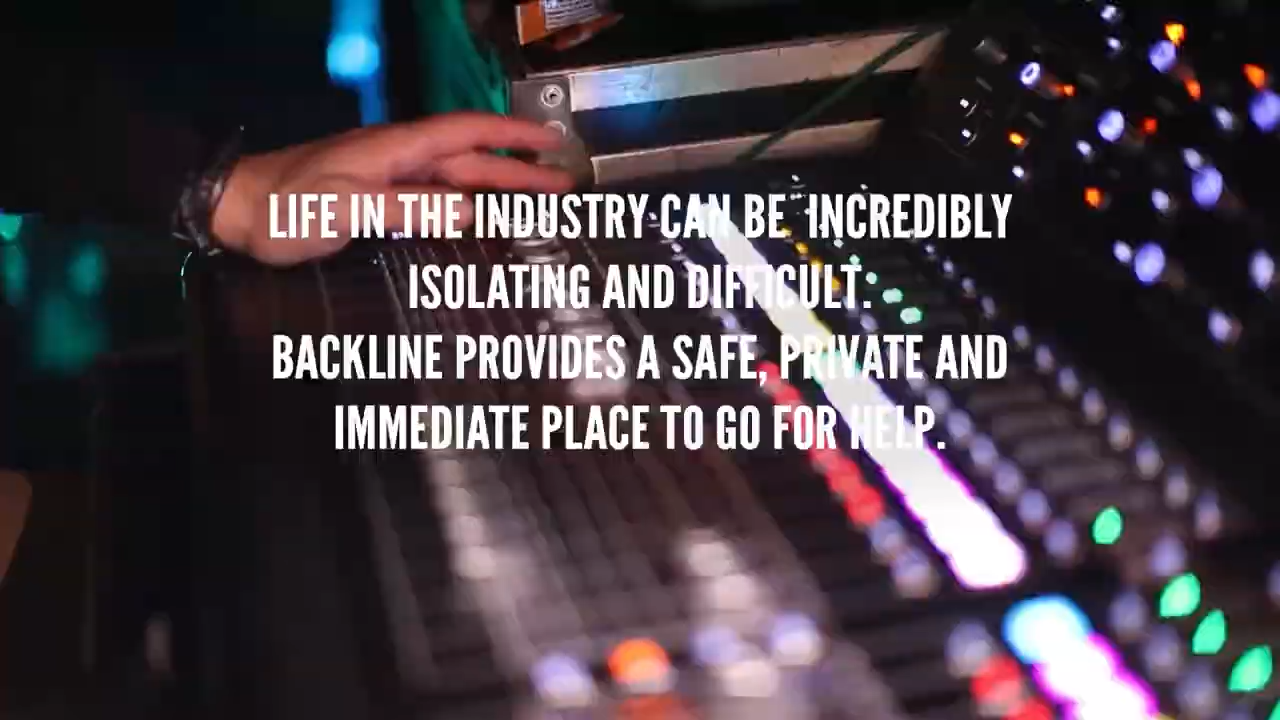 LIFE IN THE INDUSTRY CAN BE INCREDIBLY
ISOLATING AND DIFFICULT.
BACKLINE PROVIDES A SAFE, PRIVATE AND
IMMEDIATE PLACE TO GO FOR HELP.